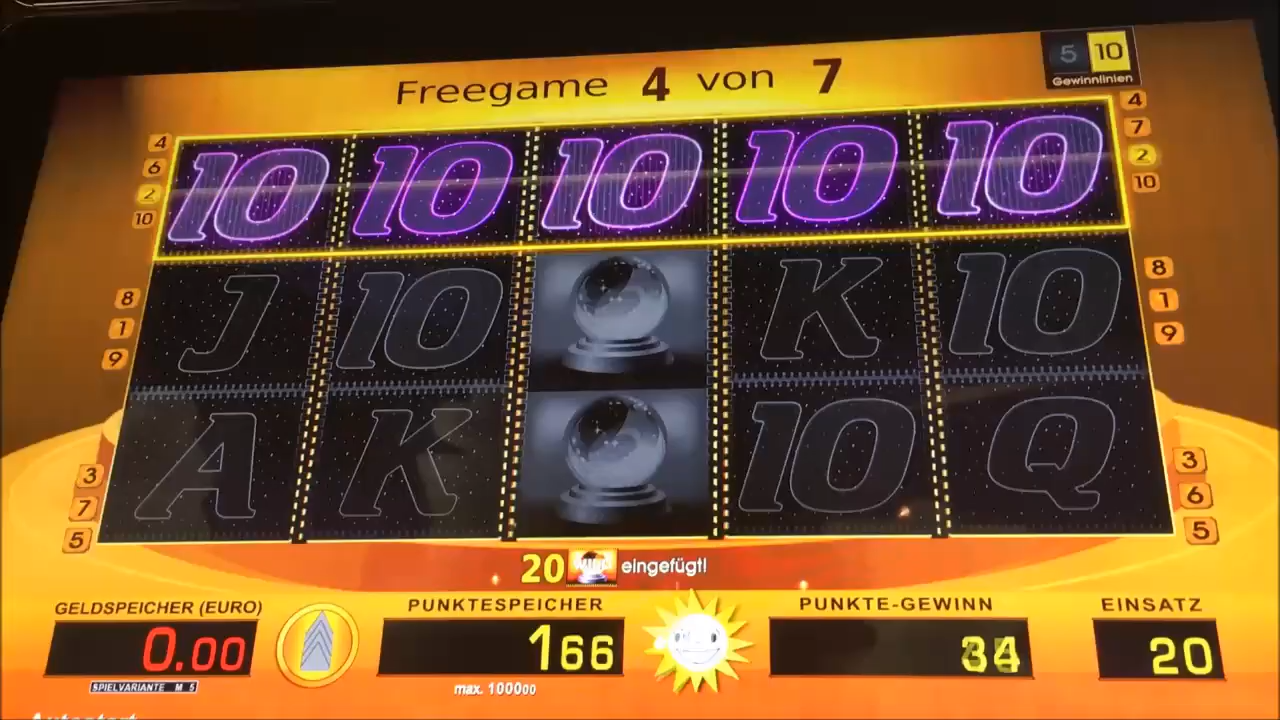 Freegame 4 von 7
5 10
Gewinnlinien
4 4
6 7
2 2
10 10
10 10 10 10 10
8 8
1 1
9 9
J 10 K 10
A K 10 Q
3 3
7 6
5 5
20 WILD eingefügt!
GELDSPEICHER (EURO) PUNKTESPEICHER PUNKTE-GEWINN EINSATZ
0.00 166 34 20
SPIELVARIANTE M 5 max. 100000
Autostart